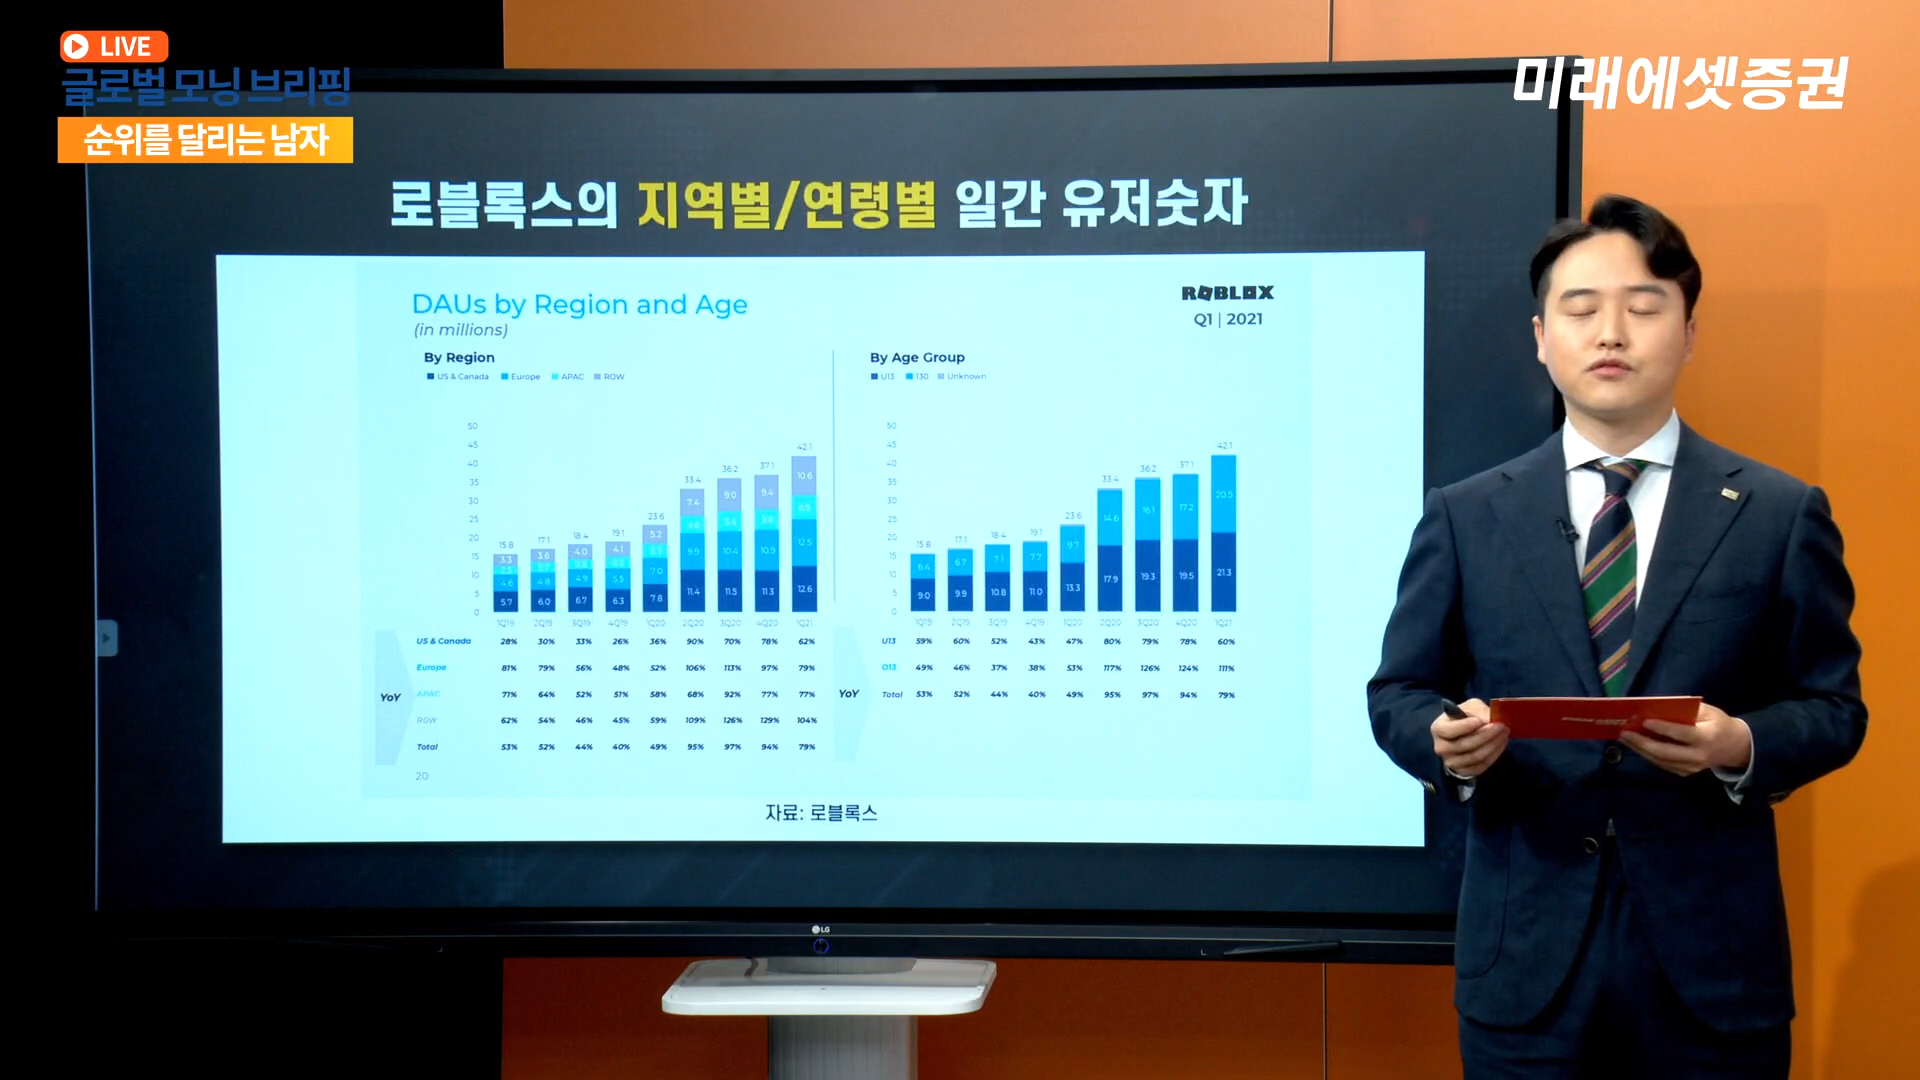 LIVE
글로벌 모닝 브리핑
순위를 달리는 남자
미래에셋증권
로블록스의 지역별/연령별 일간 유저숫자
DAUs by Region and Age
(in millions)
ROBLOX
Q1 | 2021
By Region
US & Canada Europe APAC ROW
50
45
40
35
30
25
20
15
10
5
0
15.8 17.1 18.4 19.1 23.6 33.4 36.2 37.1 42.1
3.3 3.6 4.0 4.1 5.2 7.4 9.0 9.4 10.6
4.6 4.8 4.9 5.5 7.0 9.9 10.4 10.9 12.5
5.7 6.0 6.7 6.3 7.8 11.4 11.5 11.3 12.6
1Q19 2Q19 3Q19 4Q19 1Q20 2Q20 3Q20 4Q20 1Q21
YoY
US & Canada 28% 30% 33% 26% 36% 90% 70% 78% 62%
Europe 81% 79% 56% 48% 52% 106% 113% 97% 79%
APAC 71% 64% 52% 51% 58% 68% 92% 77% 77%
ROW 62% 54% 46% 45% 59% 109% 126% 129% 104%
Total 53% 52% 44% 40% 49% 95% 97% 94% 79%
20
By Age Group
U13 13O Unknown
50
45
40
35
30
25
20
15
10
5
0
15.8 17.1 18.4 19.1 23.6 33.4 36.2 37.1 42.1
6.4 6.7 7.1 7.7 9.7 14.6 16.1 17.2 20.5
9.0 9.9 10.8 11.0 13.3 17.9 19.3 19.5 21.3
1Q19 2Q19 3Q19 4Q19 1Q20 2Q20 3Q20 4Q20 1Q21
YoY
U13 59% 60% 52% 43% 47% 80% 79% 78% 60%
O13 49% 46% 37% 38% 53% 117% 126% 124% 111%
Total 53% 52% 44% 40% 49% 95% 97% 94% 79%
자료: 로블록스
LG